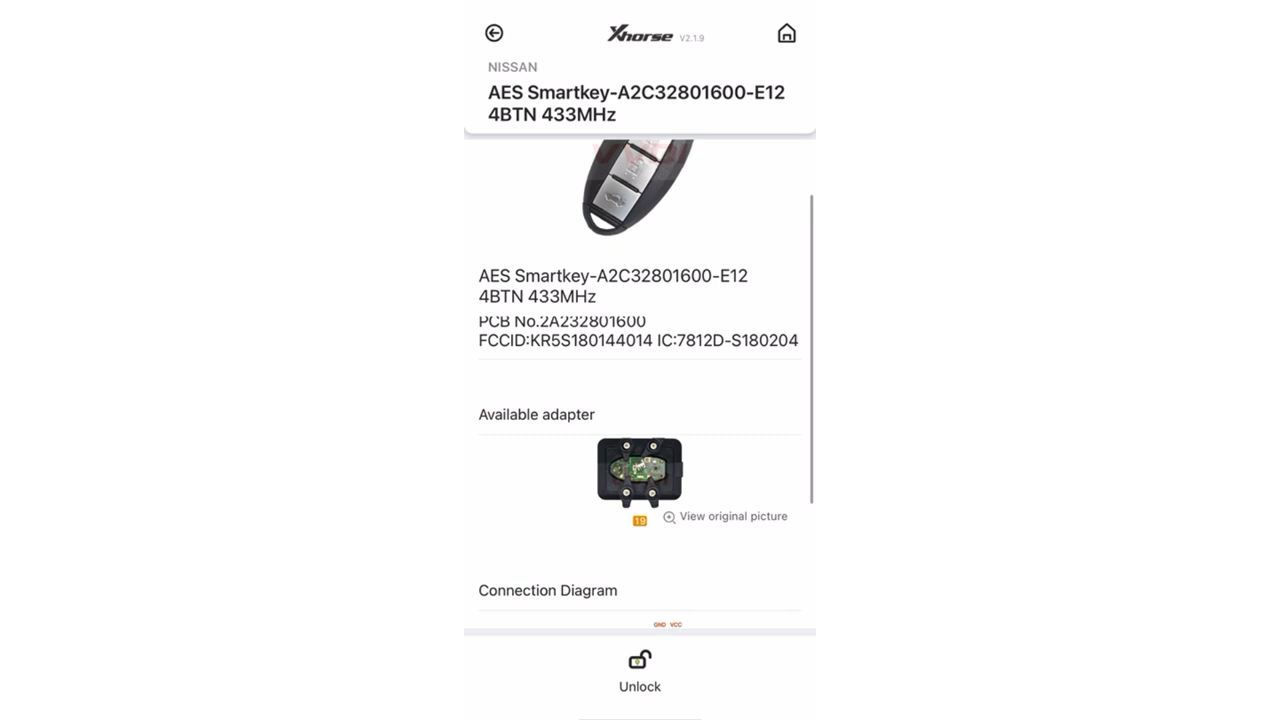 Xhorse V2.1.9
NISSAN
AES Smartkey-A2C32801600-E12
4BTN 433MHz
AES Smartkey-A2C32801600-E12
4BTN 433MHz
PCB No.2A232801600
FCCID:KR5S180144014 IC:7812D-S180204
Available adapter
19
View original picture
Connection Diagram
GND VCC
Unlock